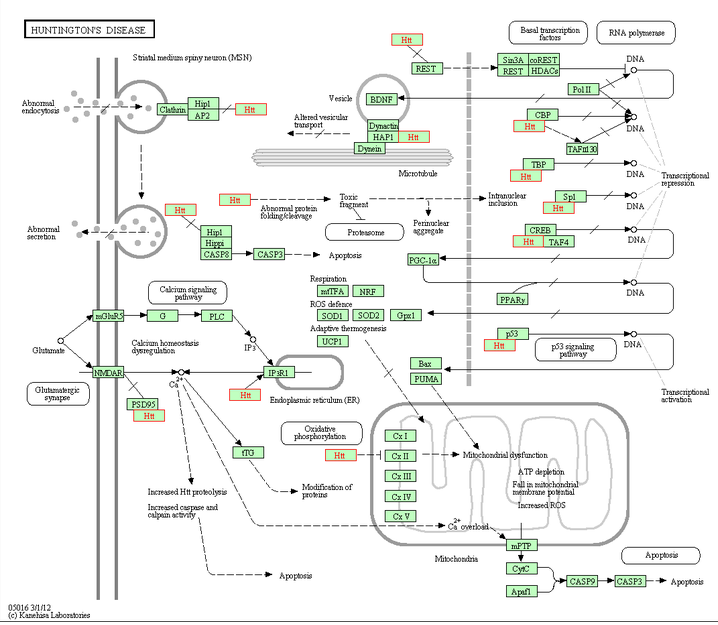 HUNTINGTON'S DISEASE
Striatal medium spiny neuron (MSN)
Abnormal
endocytosis
Clathrin
Hip1
AP2
Htt
Htt
REST
Vesicle
BDNF
Altered vesicular
transport
Dynactin
HAP1
Htt
Dynein
Microtubule
Basal transcription
factors
RNA polymerase
Sin3A
coREST
REST
HDACs
DNA
Pol II
CBP
Htt
DNA
TAFII130
TBP
Htt
DNA
Transcriptional
repression
Sp1
Htt
DNA
CREB
Htt
TAF4
DNA
Htt
Abnormal protein
folding/cleavage
Toxic
fragment
Intranuclear
inclusion
Perinuclear
aggregate
Proteasome
Abnormal
secretion
Htt
Hip1
Hippi
CASP8
CASP3
Apoptosis
PGC-1α
PPARγ
DNA
Respiration
mtTFA
NRF
ROS defence
SOD1
SOD2
Gpx1
Adaptive thermogenesis
UCP1
Calcium signaling
pathway
mGluR5
G
PLC
Glutamate
Calcium homeostasis
dysregulation
IP3
NMDAR
Ca2+
IP3R1
Htt
Endoplasmic reticulum (ER)
Glutamatergic
synapse
PSD95
Htt
p53
Htt
p53 signaling
pathway
DNA
Bax
PUMA
Transcriptional
activation
Oxidative
phosphorylation
Htt
Cx I
Cx II
Cx III
Cx IV
Cx V
Mitochondrial dysfunction
ATP depletion
Fall in mitochondrial
membrane potential
Increased ROS
Ca2+ overload
tTG
Modification of
proteins
Increased Htt proteolysis
Increased caspase and
calpain activity
Apoptosis
Mitochondria
mPTP
CytC
Apaf1
CASP9
CASP3
Apoptosis
Apoptosis
05016 3/1/12
(c) Kanehisa Laboratories